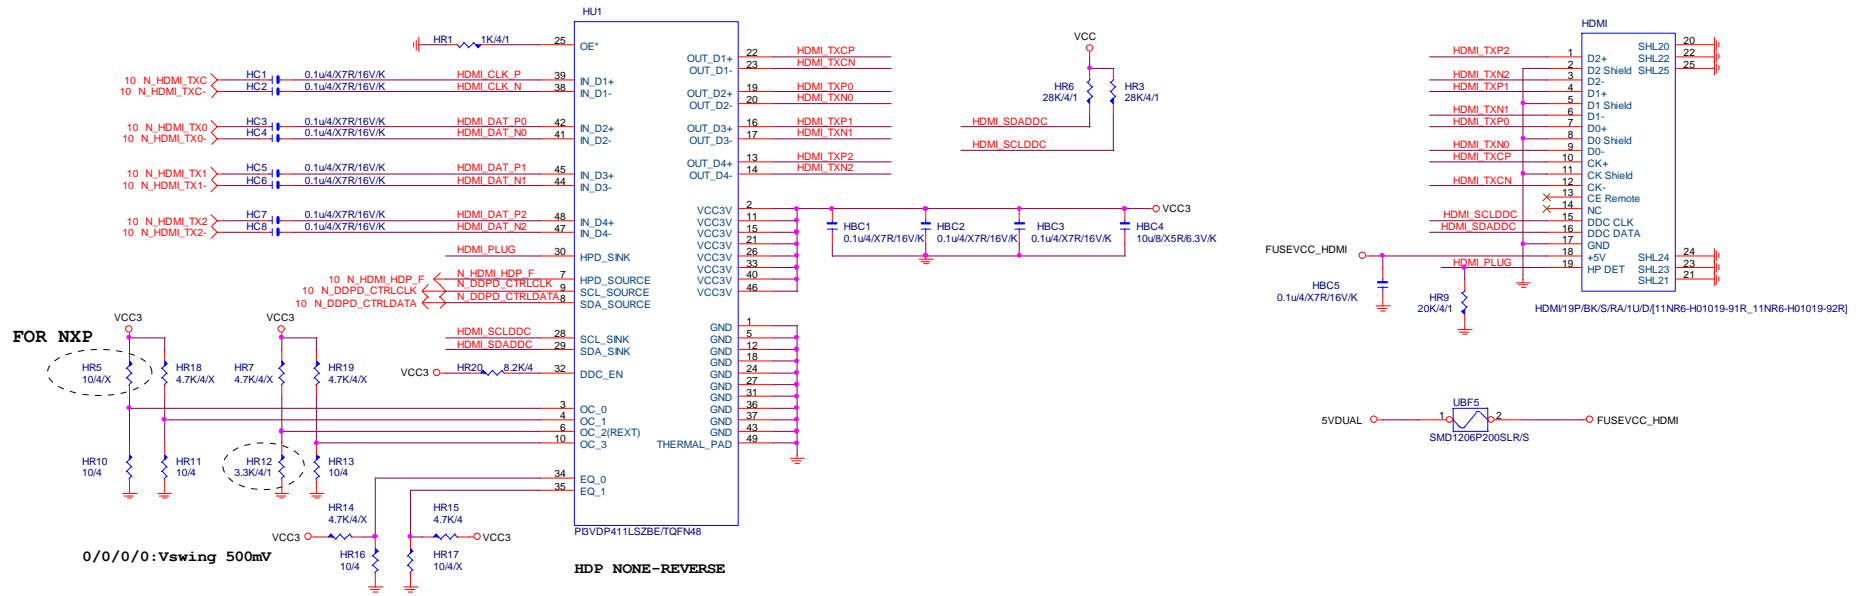 HU1
HR1 1K/4/1 25 OE*
OUT_D1+ 22 HDMI_TXCP
OUT_D1- 23 HDMI_TXCN
10 N_HDMI_TXC HC1 0.1u/4/X7R/16V/K HDMI_CLK_P 39 IN_D1+
10 N_HDMI_TXC- HC2 0.1u/4/X7R/16V/K HDMI_CLK_N 38 IN_D1-
OUT_D2+ 19 HDMI_TXP0
OUT_D2- 20 HDMI_TXN0
10 N_HDMI_TX0 HC3 0.1u/4/X7R/16V/K HDMI_DAT_P0 42 IN_D2+
10 N_HDMI_TX0- HC4 0.1u/4/X7R/16V/K HDMI_DAT_N0 41 IN_D2-
OUT_D3+ 16 HDMI_TXP1
OUT_D3- 17 HDMI_TXN1
10 N_HDMI_TX1 HC5 0.1u/4/X7R/16V/K HDMI_DAT_P1 45 IN_D3+
10 N_HDMI_TX1- HC6 0.1u/4/X7R/16V/K HDMI_DAT_N1 44 IN_D3-
OUT_D4+ 13 HDMI_TXP2
OUT_D4- 14 HDMI_TXN2
10 N_HDMI_TX2 HC7 0.1u/4/X7R/16V/K HDMI_DAT_P2 48 IN_D4+
10 N_HDMI_TX2- HC8 0.1u/4/X7R/16V/K HDMI_DAT_N2 47 IN_D4-
HDMI_PLUG 30 HPD_SINK
10 N_HDMI_HDP_F N_HDMI_HDP_F 7 HPD_SOURCE
10 N_DDPD_CTRLCLK N_DDPD_CTRLCLK 9 SCL_SOURCE
10 N_DDPD_CTRLDATA N_DDPD_CTRLDATA 8 SDA_SOURCE
HDMI_SCLDDC 28 SCL_SINK
HDMI_SDADDC 29 SDA_SINK
VCC3 HR20 8.2K/4 32 DDC_EN
3 OC_0
4 OC_1
6 OC_2(REXT)
10 OC_3
34 EQ_0
35 EQ_1
VCC3V 2
VCC3V 11
VCC3V 15
VCC3V 21
VCC3V 26
VCC3V 33
VCC3V 40
VCC3V 46
GND 1
GND 5
GND 12
GND 18
GND 24
GND 27
GND 31
GND 36
GND 37
GND 43
THERMAL_PAD 49
PI3VDP411LSZBE/TQFN48
FOR NXP
VCC3
VCC3
HR5
10/4/X
HR18
4.7K/4/X
HR7
4.7K/4/X
HR19
4.7K/4/X
HR10
10/4
HR11
10/4
HR12
3.3K/4/1
HR13
10/4
HR14
4.7K/4/X
HR15
4.7K/4
VCC3
VCC3
HR16
10/4
HR17
10/4/X
0/0/0/0:Vswing 500mV
HDP NONE-REVERSE
VCC
HR6
28K/4/1
HR3
28K/4/1
HDMI_SDADDC
HDMI_SCLDDC
VCC3
HBC1
0.1u/4/X7R/16V/K
HBC2
0.1u/4/X7R/16V/K
HBC3
0.1u/4/X7R/16V/K
HBC4
10u/8/X5R/6.3V/K
HDMI
HDMI_TXP2 1 D2+
2 D2 Shield
HDMI_TXN2 3 D2-
HDMI_TXP1 4 D1+
5 D1 Shield
HDMI_TXN1 6 D1-
HDMI_TXP0 7 D0+
8 D0 Shield
HDMI_TXN0 9 D0-
HDMI_TXCP 10 CK+
11 CK Shield
HDMI_TXCN 12 CK-
13 CE Remote
14 NC
HDMI_SCLDDC 15 DDC CLK
HDMI_SDADDC 16 DDC DATA
17 GND
FUSEVCC_HDMI 18 +5V
HDMI_PLUG 19 HP DET
SHL20 20
SHL22 22
SHL25 25
SHL24 24
SHL23 23
SHL21 21
HBC5
0.1u/4/X7R/16V/K
HR9
20K/4/1
HDMI/19P/BK/S/RA/1U/D/[11NR6-H01019-91R_11NR6-H01019-92R]
UBF5
5VDUAL 1 2 FUSEVCC_HDMI
SMD1206P200SLR/S